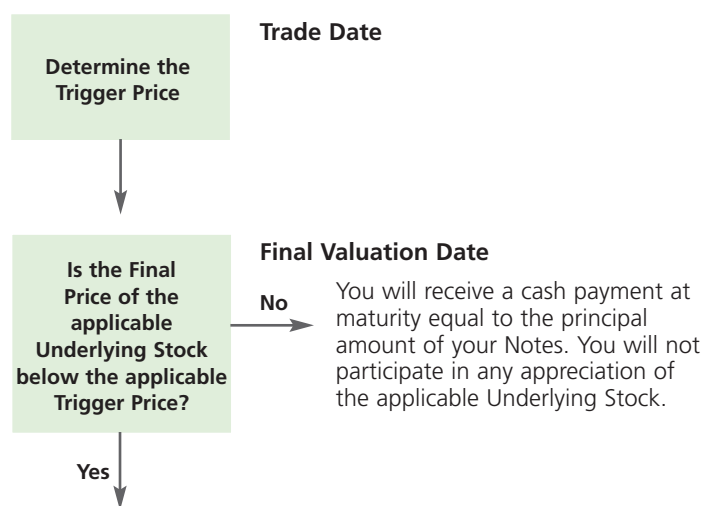 Trade Date
Determine the
Trigger Price
Final Valuation Date
Is the Final
Price of the
applicable
Underlying Stock
below the applicable
Trigger Price?
No
You will receive a cash payment at
maturity equal to the principal
amount of your Notes. You will not
participate in any appreciation of
the applicable Underlying Stock.
Yes